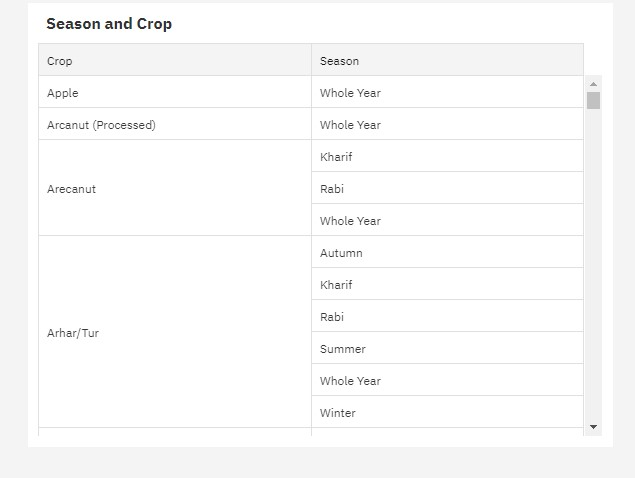 Season and Crop
Crop Season
Apple Whole Year
Arcanut (Processed) Whole Year
Arecanut Kharif
Rabi
Whole Year
Arhar/Tur Autumn
Kharif
Rabi
Summer
Whole Year
Winter